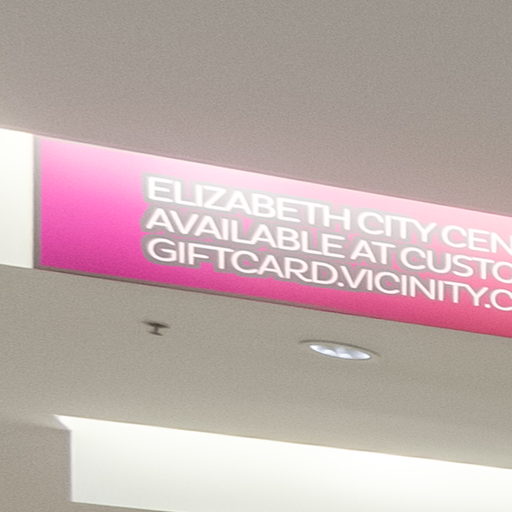 ELIZABETH CITY CEN
AVAILABLE AT CUSTO
GIFTCARD.VICINITY.C